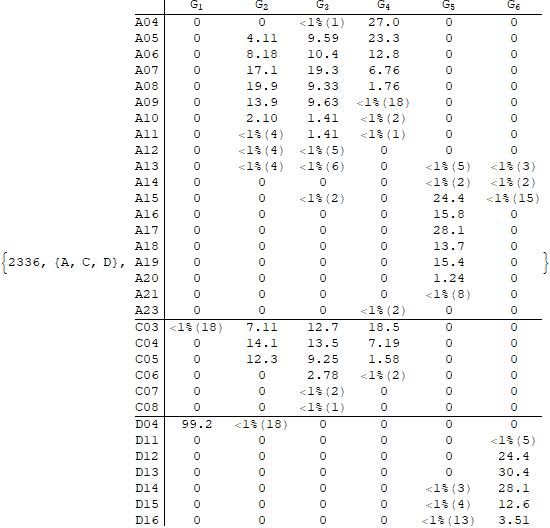 G1 G2 G3 G4 G5 G6
A04 0 0 <1%(1) 27.0 0 0
A05 0 4.11 9.59 23.3 0 0
A06 0 8.18 10.4 12.8 0 0
A07 0 17.1 19.3 6.76 0 0
A08 0 19.9 9.33 1.76 0 0
A09 0 13.9 9.63 <1%(18) 0 0
A10 0 2.10 1.41 <1%(2) 0 0
A11 0 <1%(4) 1.41 <1%(1) 0 0
A12 0 <1%(4) <1%(5) 0 0 0
A13 0 <1%(4) <1%(6) 0 <1%(5) <1%(3)
A14 0 0 0 0 <1%(2) <1%(2)
A15 0 0 <1%(2) 0 24.4 <1%(15)
A16 0 0 0 0 15.8 0
A17 0 0 0 0 28.1 0
A18 0 0 0 0 13.7 0
{2336, {A, C, D}, A19 0 0 0 0 15.4 0 }
A20 0 0 0 0 1.24 0
A21 0 0 0 0 <1%(8) 0
A23 0 0 0 <1%(2) 0 0
C03 <1%(18) 7.11 12.7 18.5 0 0
C04 0 14.1 13.5 7.19 0 0
C05 0 12.3 9.25 1.58 0 0
C06 0 0 2.78 <1%(2) 0 0
C07 0 0 <1%(2) 0 0 0
C08 0 0 <1%(1) 0 0 0
D04 99.2 <1%(18) 0 0 0 0
D11 0 0 0 0 0 <1%(5)
D12 0 0 0 0 0 24.4
D13 0 0 0 0 0 30.4
D14 0 0 0 0 <1%(3) 28.1
D15 0 0 0 0 <1%(4) 12.6
D16 0 0 0 0 <1%(13) 3.51